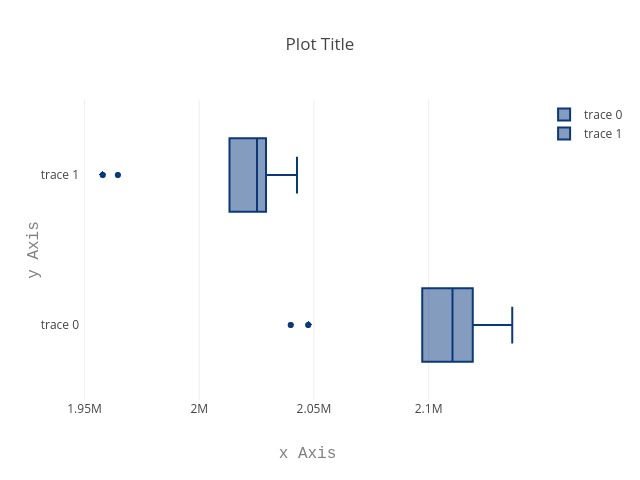 Plot Title
trace 0
trace 1
trace 1
y Axis
trace 0
1.95M 2M 2.05M 2.1M
x Axis